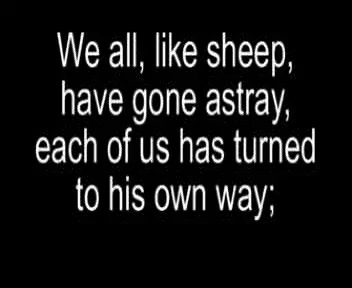 We all, like sheep,
have gone astray,
each of us has turned
to his own way;